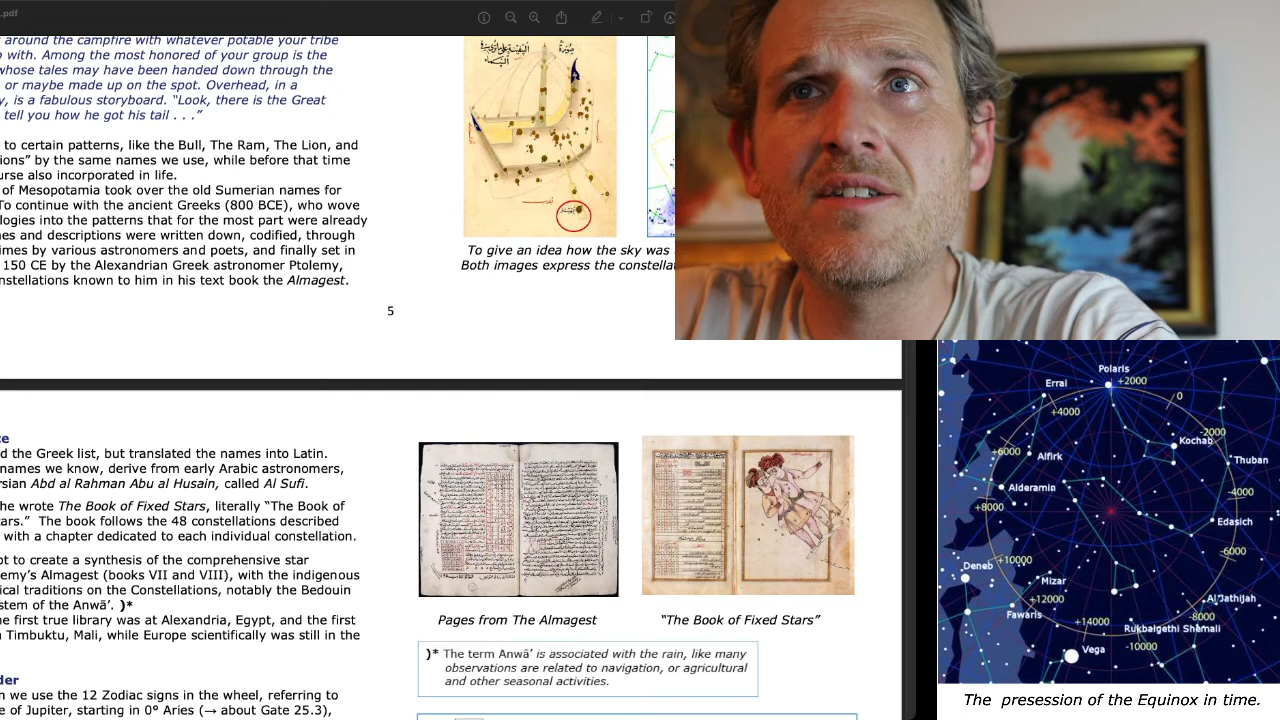 .pdf
around the campfire with whatever potable your tribe
with. Among the most honored of your group is the
whose tales may have been handed down through the
or maybe made up on the spot. Overhead, in a
y, is a fabulous storyboard. “Look, there is the Great
tell you how he got his tail . . .”
to certain patterns, like the Bull, The Ram, The Lion, and
ions” by the same names we use, while before that time
urse also incorporated in life.
of Mesopotamia took over the old Sumerian names for
To continue with the ancient Greeks (800 BCE), who wove
logies into the patterns that for the most part were already
nes and descriptions were written down, codified, through
imes by various astronomers and poets, and finally set in
150 CE by the Alexandrian Greek astronomer Ptolemy,
nstellations known to him in his text book the Almagest.
To give an idea how the sky was
Both images express the constellat
5
ce
d the Greek list, but translated the names into Latin.
names we know, derive from early Arabic astronomers,
rsian Abd al Rahman Abu al Husain, called Al Sufi.
he wrote The Book of Fixed Stars, literally “The Book of
tars.” The book follows the 48 constellations described
with a chapter dedicated to each individual constellation.
pt to create a synthesis of the comprehensive star
emy’s Almagest (books VII and VIII), with the indigenous
ical traditions on the Constellations, notably the Bedouin
stem of the Anwā’. )*
he first true library was at Alexandria, Egypt, and the first
Timbuktu, Mali, while Europe scientifically was still in the
der
n we use the 12 Zodiac signs in the wheel, referring to
e of Jupiter, starting in 0° Aries (→ about Gate 25.3),
Pages from The Almagest
“The Book of Fixed Stars”
)* The term Anwā’ is associated with the rain, like many
observations are related to navigation, or agricultural
and other seasonal activities.
Polaris
+2000
Errai
0
+4000
-2000
Kochab
+6000
Alfirk
Thuban
Alderamin
-4000
+8000
Edasich
-6000
+10000
Deneb
Mizar
+12000
Al'Jathijah
Fawaris
-8000
+14000
Rukbalgethi Shemali
-10000
Vega
The presession of the Equinox in time.